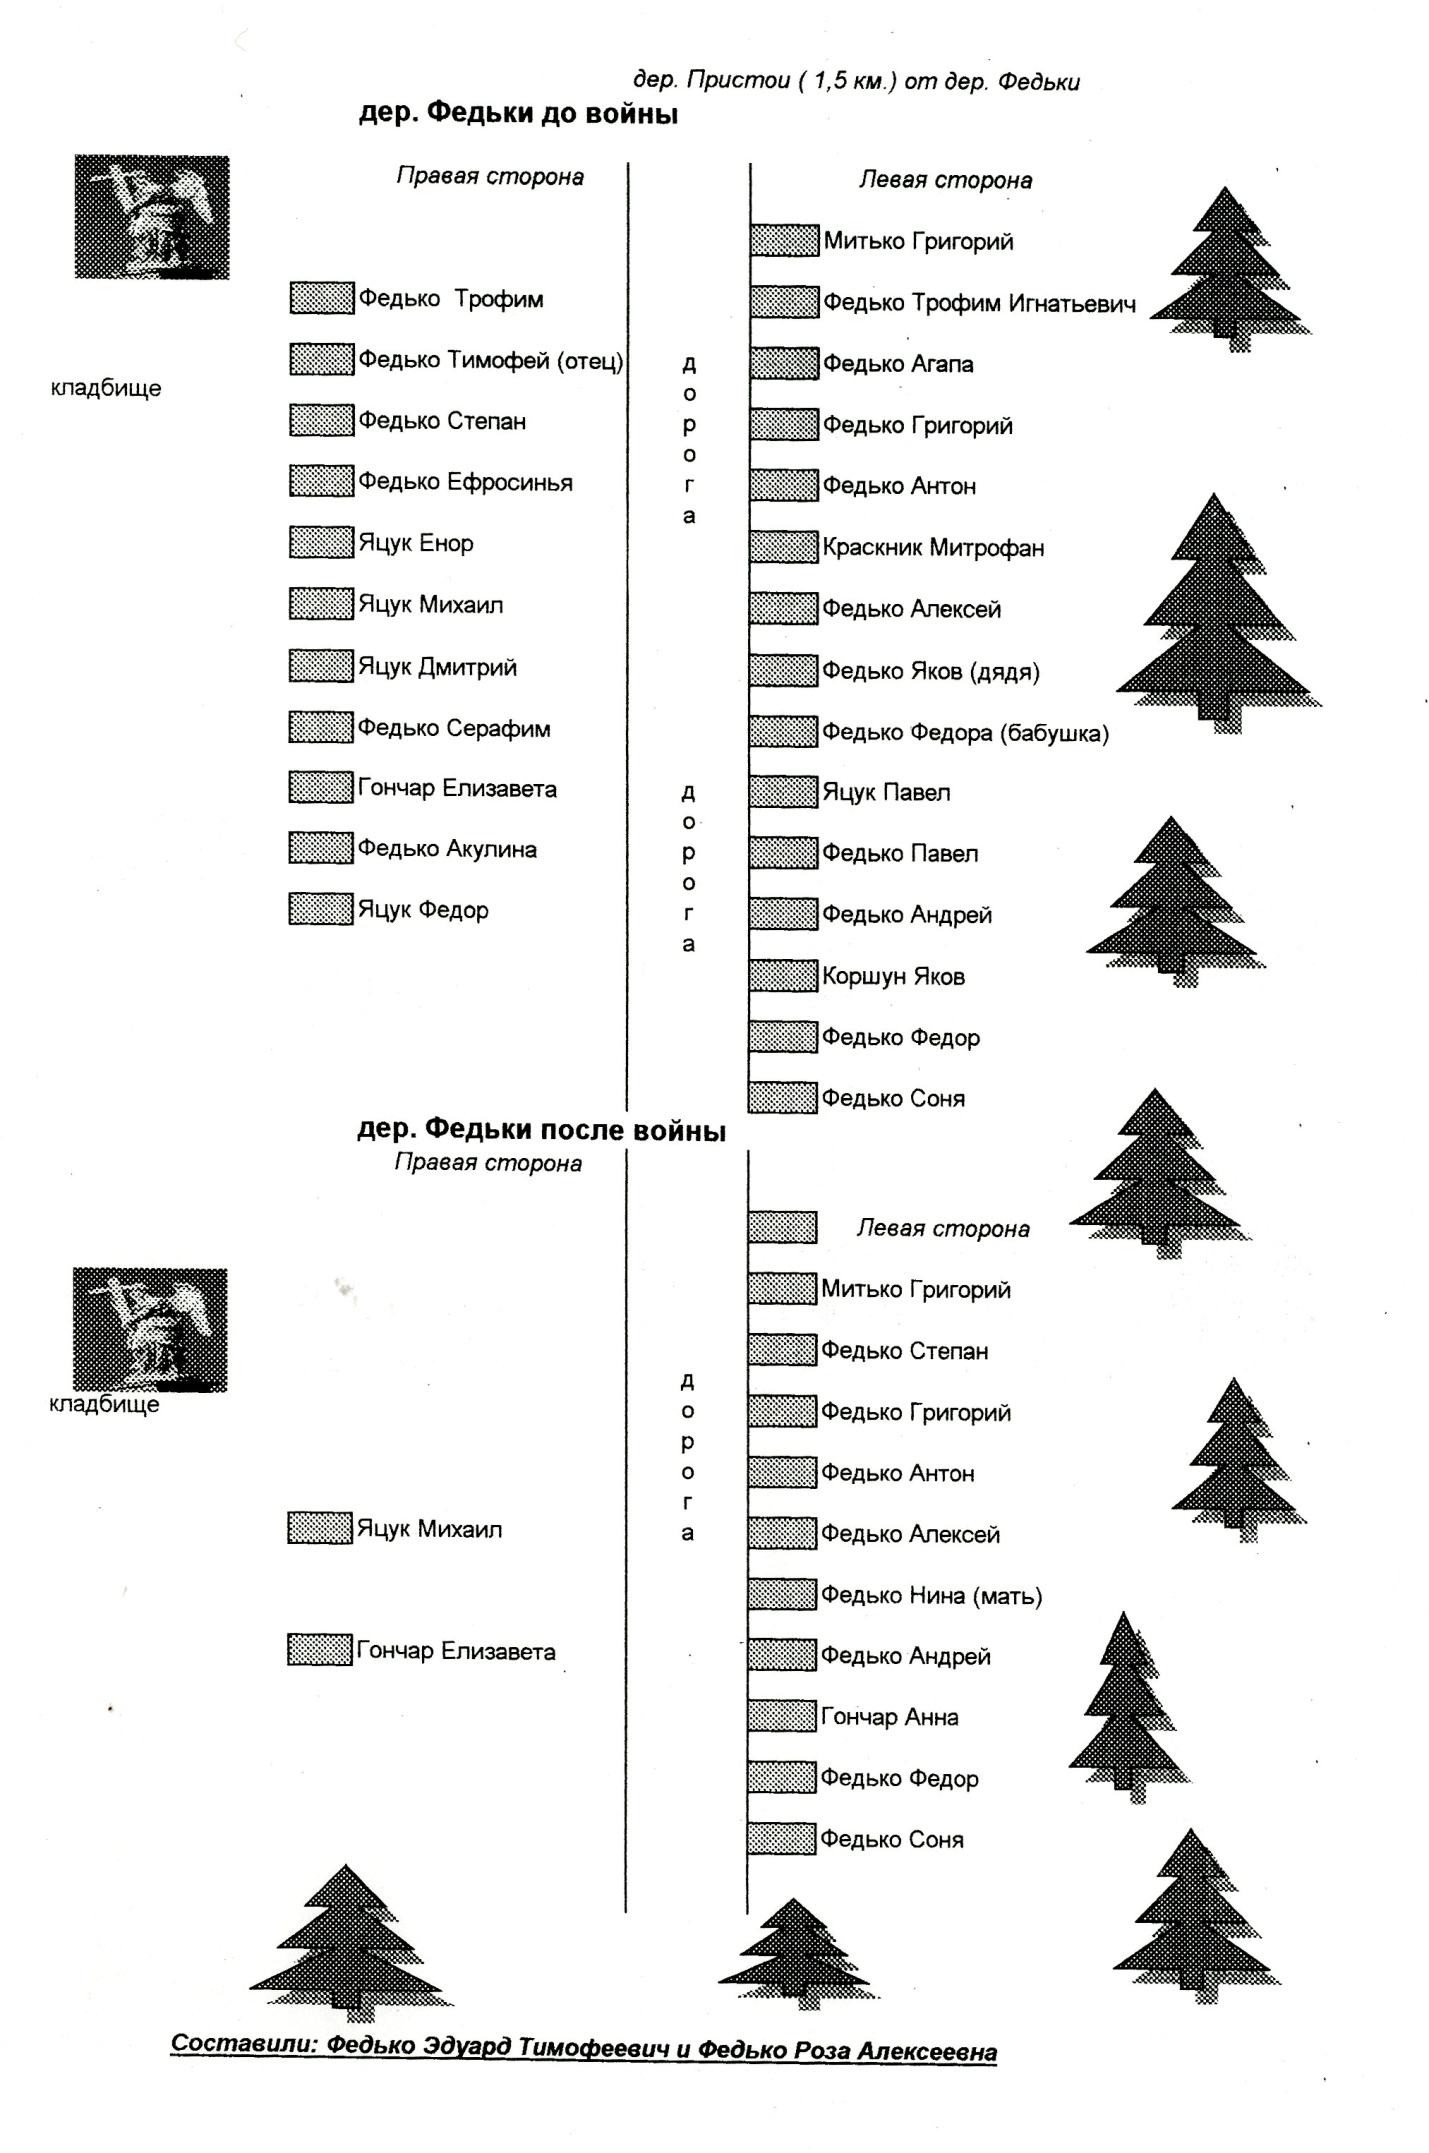 дер. Пристои ( 1,5 км.) от дер. Федьки
дер. Федьки до войны
Правая сторона
Левая сторона
Митько Григорий
Федько Трофим
Федько Трофим Игнатьевич
Федько Тимофей (отец)
Федько Агапа
кладбище
дорога
Федько Степан
Федько Григорий
Федько Ефросинья
Федько Антон
Яцук Енор
Краскник Митрофан
Яцук Михаил
Федько Алексей
Яцук Дмитрий
Федько Яков (дядя)
Федько Серафим
Федько Федора (бабушка)
Гончар Елизавета
дорога
Яцук Павел
Федько Акулина
Федько Павел
Яцук Федор
Федько Андрей
Коршун Яков
Федько Федор
Федько Соня
дер. Федьки после войны
Правая сторона
Левая сторона
Митько Григорий
Федько Степан
кладбище
дорога
Федько Григорий
Федько Антон
Яцук Михаил
Федько Алексей
Федько Нина (мать)
Гончар Елизавета
Федько Андрей
Гончар Анна
Федько Федор
Федько Соня
Составили: Федько Эдуард Тимофеевич и Федько Роза Алексеевна